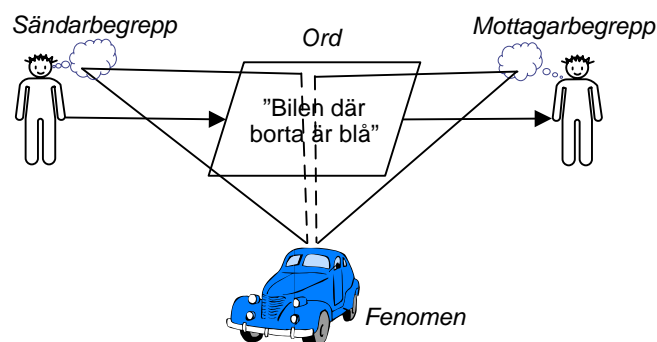 Sändarbegrepp
Ord
Mottagarbegrepp
”Bilen där
borta är blå”
Fenomen